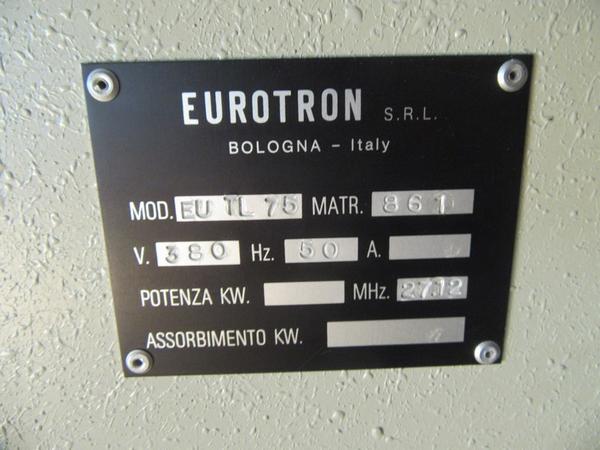 EUROTRON S.R.L.
BOLOGNA - Italy
MOD. EU TL 75 MATR. 861
V. 380 Hz. 50 A.
POTENZA KW. MHz. 27.12
ASSORBIMENTO KW.